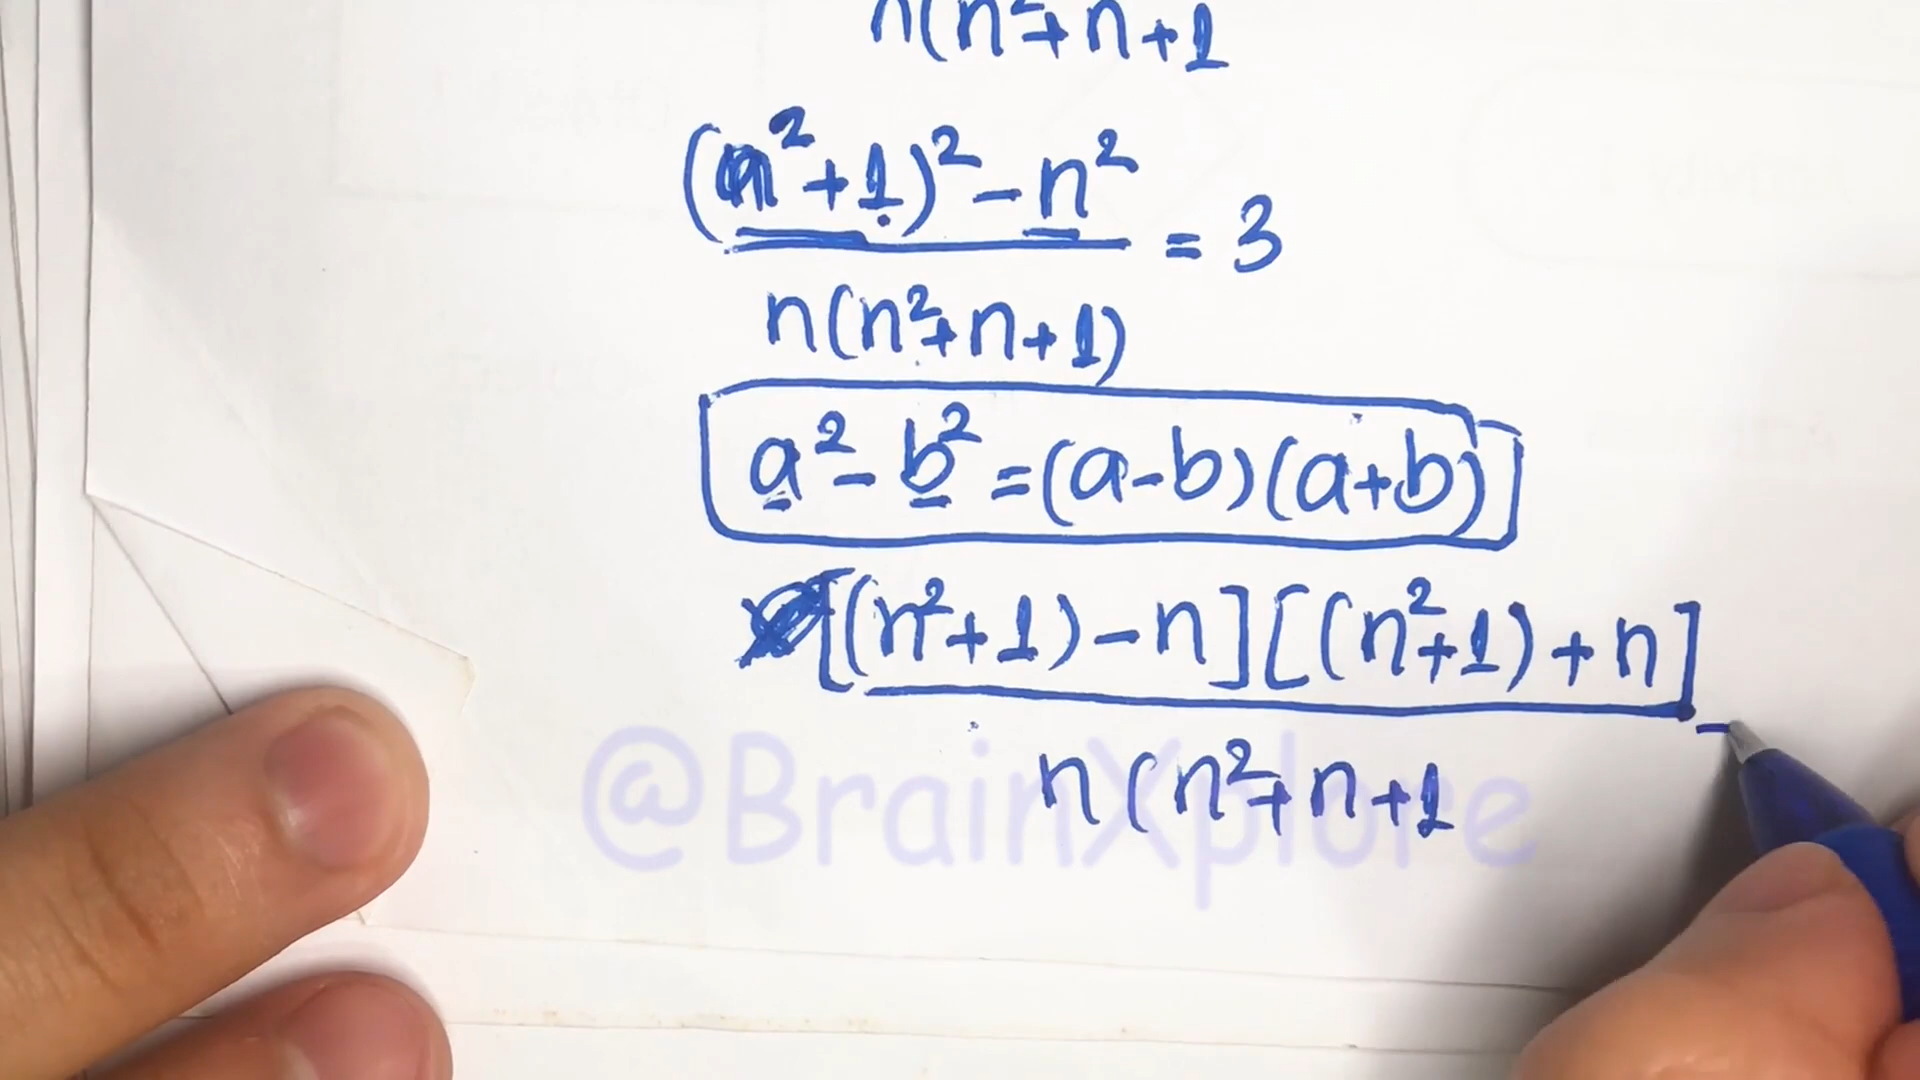 n(n²+n+1
(n²+1)²-n²
= 3
n(n²+n+1)
a²-b²=(a-b)(a+b)
[(n²+1)-n][(n²+1)+n]
n(n²+n+1
@BrainXplore